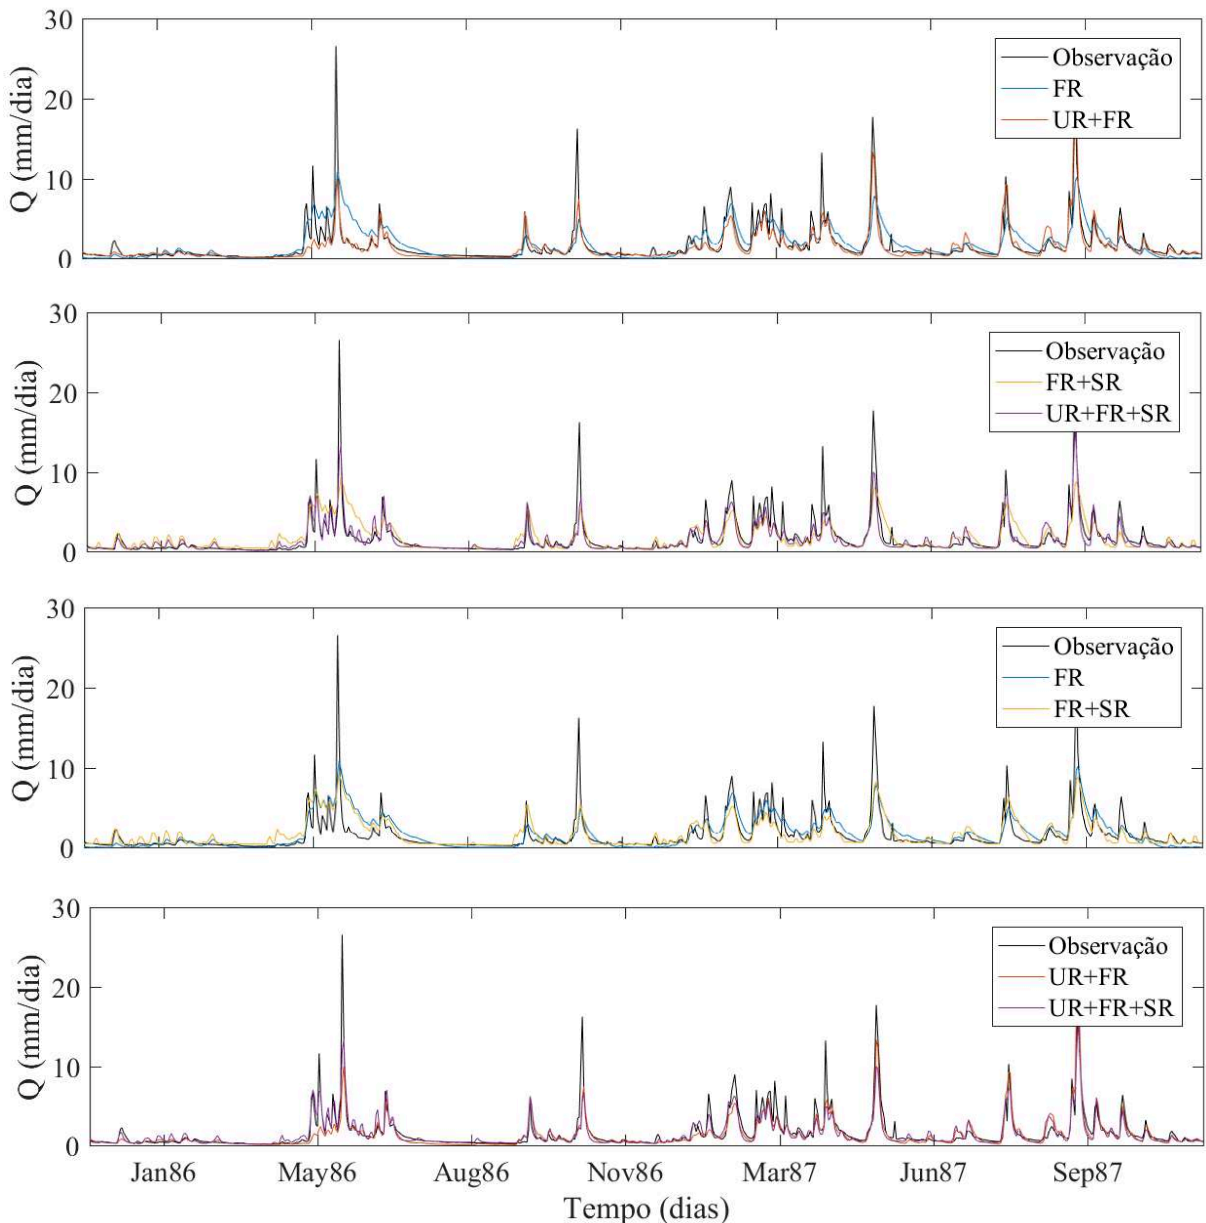 30
20
10
0
Q (mm/dia)
Observação
FR
UR+FR
30
20
10
0
Q (mm/dia)
Observação
FR+SR
UR+FR+SR
30
20
10
0
Q (mm/dia)
Observação
FR
FR+SR
30
20
10
0
Q (mm/dia)
Observação
UR+FR
UR+FR+SR
Jan86 May86 Aug86 Nov86 Mar87 Jun87 Sep87
Tempo (dias)